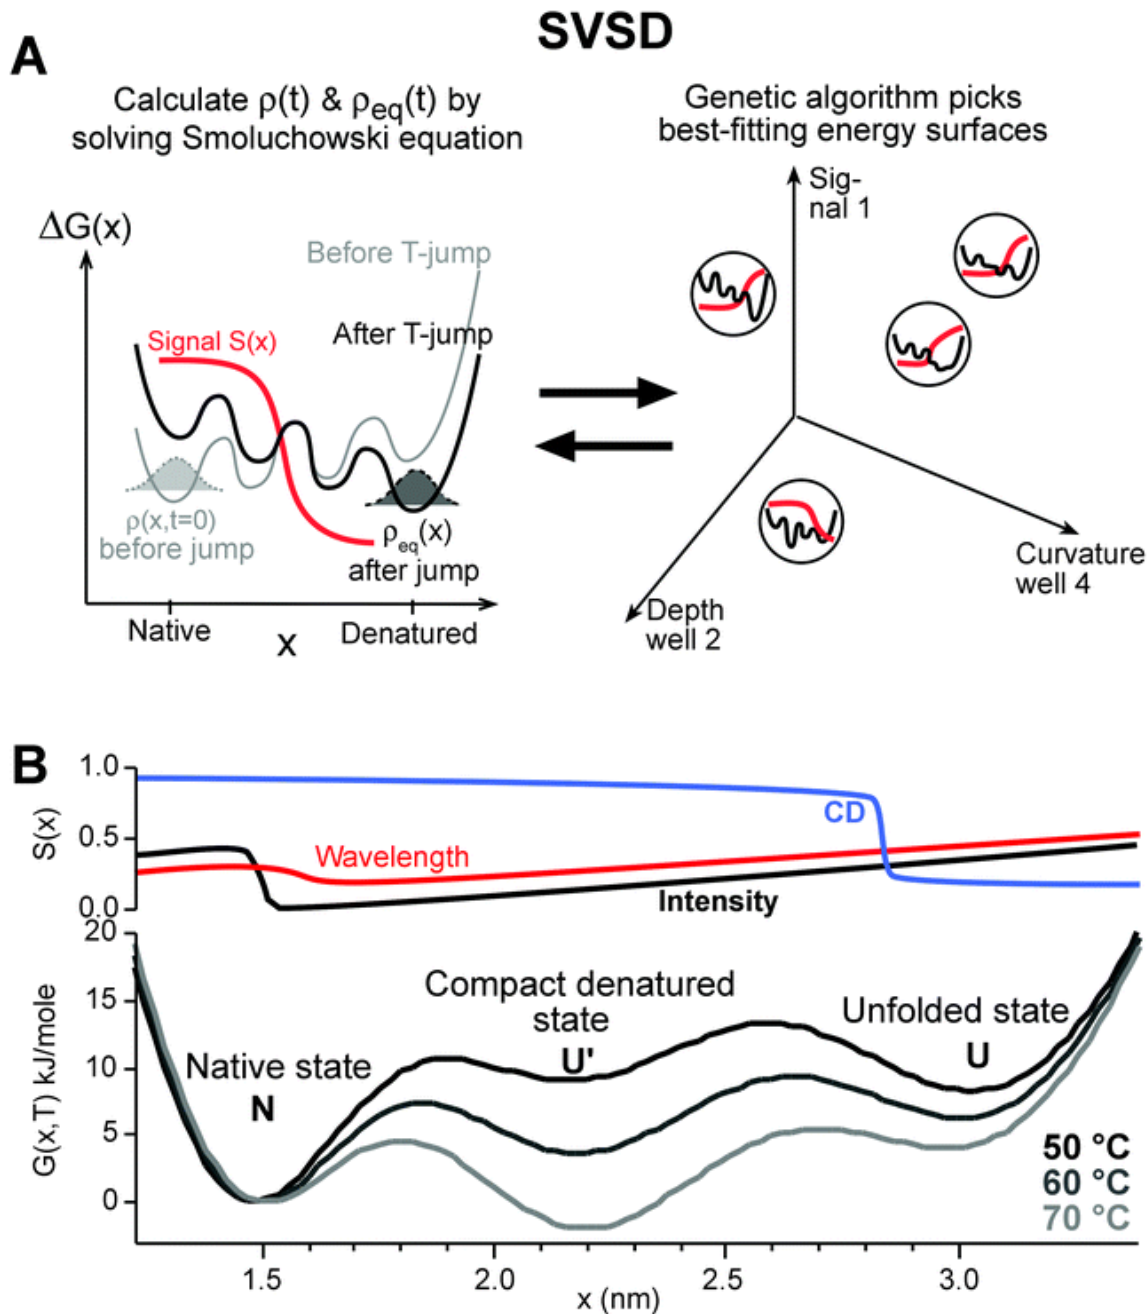 SVSD
A
Calculate ρ(t) & ρeq(t) by
solving Smoluchowski equation
Genetic algorithm picks
best-fitting energy surfaces
ΔG(x)
Before T-jump
Signal S(x)
After T-jump
ρ(x,t=0)
before jump
ρeq(x)
after jump
Native
X
Denatured
Sig-
nal 1
Curvature
well 4
Depth
well 2
B
S(x)
1.0
0.5
0.0
CD
Wavelength
Intensity
G(x,T) kJ/mole
20
15
10
5
0
Native state
N
Compact denatured
state
U'
Unfolded state
U
50 °C
60 °C
70 °C
1.5
2.0
2.5
3.0
x (nm)